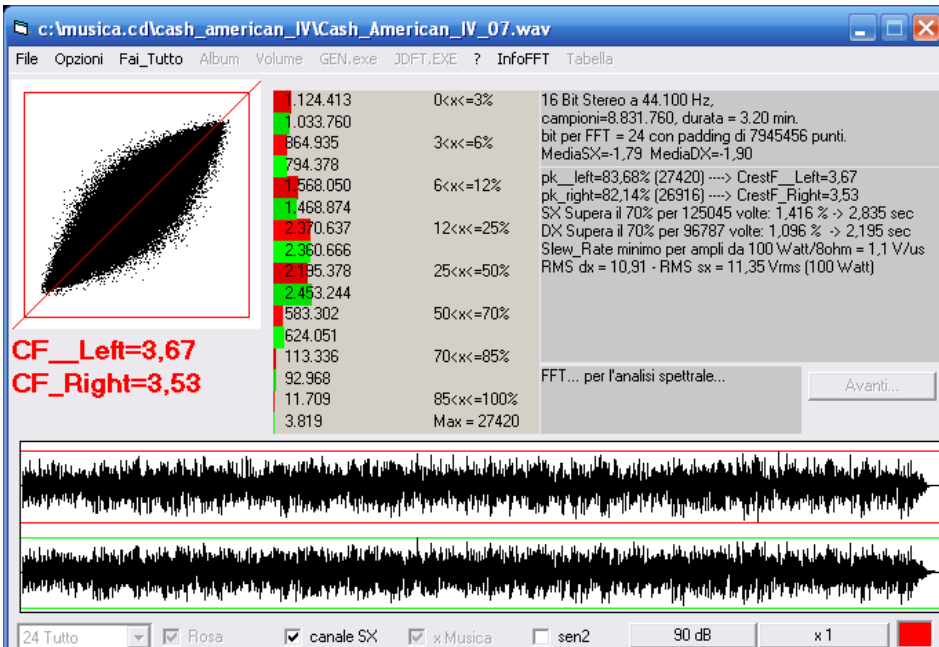 c:\musica.cd\cash_american_IV\Cash_American_IV_07.wav
File Opzioni Fai_Tutto Album Volume GEN.exe JDFT.EXE ? InfoFFT Tabella
1.124.413 0<x<=3%
1.033.760
864.935 3<x<=6%
794.378
1.568.050 6<x<=12%
1.468.874
2.370.637 12<x<=25%
2.360.666
2.195.378 25<x<=50%
2.453.244
583.302 50<x<=70%
624.051
113.336 70<x<=85%
92.968
11.709 85<x<=100%
3.819 Max = 27420
16 Bit Stereo a 44.100 Hz,
campioni=8.831.760, durata = 3.20 min.
bit per FFT = 24 con padding di 7945456 punti.
MediaSX=-1,79 MediaDX=-1,90
pk__left=83,68% (27420) ----> CrestF__Left=3,67
pk_right=82,14% (26916) ----> CrestF_Right=3,53
SX Supera il 70% per 125045 volte: 1,416 % -> 2,835 sec
DX Supera il 70% per 96787 volte: 1,096 % -> 2,195 sec
Slew_Rate minimo per ampli da 100 Watt/8ohm = 1,1 V/us
RMS dx = 10,91 - RMS sx = 11,35 Vrms (100 Watt)
CF__Left=3,67
CF_Right=3,53
FFT... per l'analisi spettrale...
Avanti...
24 Tutto Rosa canale SX x Musica sen2 90 dB x 1